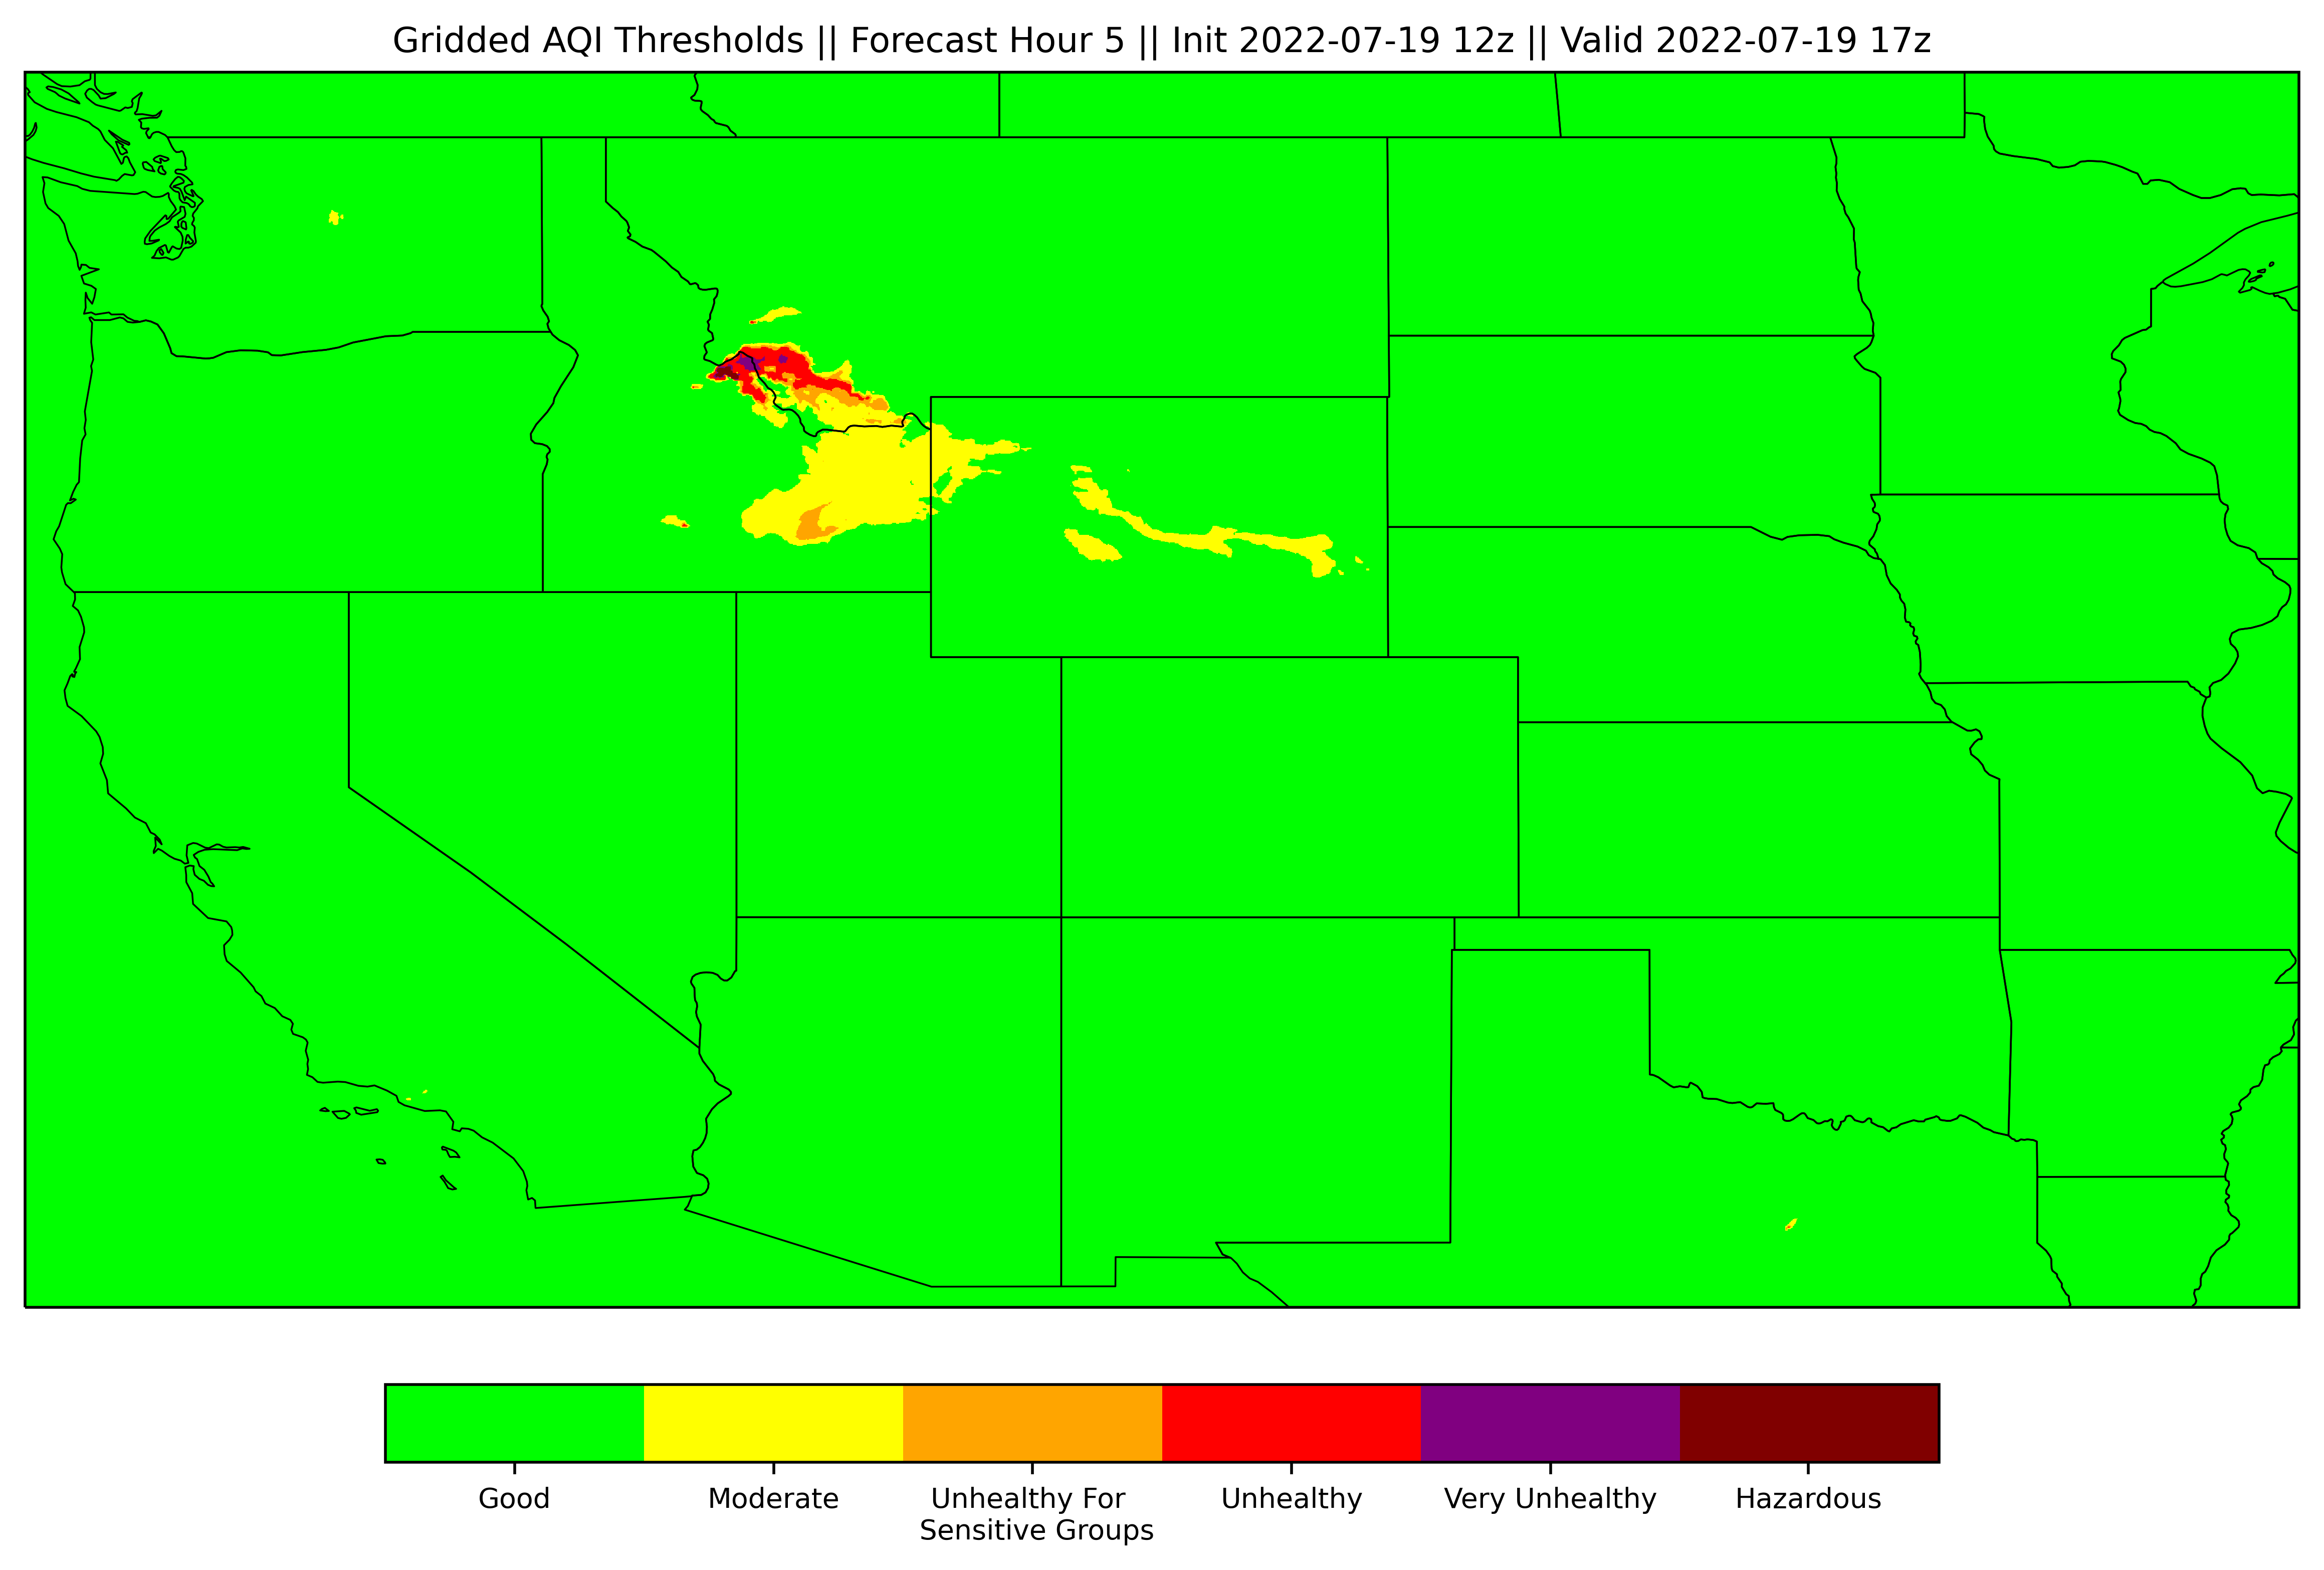 Gridded AQI Thresholds || Forecast Hour 5 || Init 2022-07-19 12z || Valid 2022-07-19 17z
Good
Moderate
Unhealthy For
Sensitive Groups
Unhealthy
Very Unhealthy
Hazardous